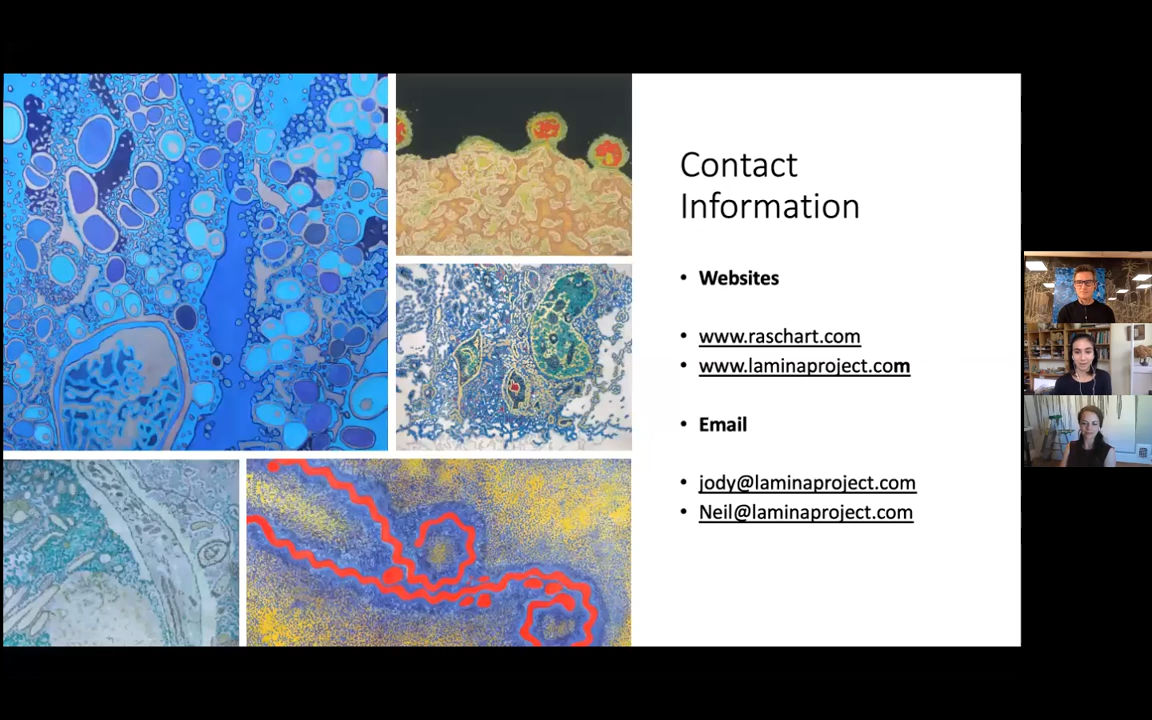 Contact
Information
• Websites
• www.raschart.com
• www.laminaproject.com
• Email
• jody@laminaproject.com
• Neil@laminaproject.com